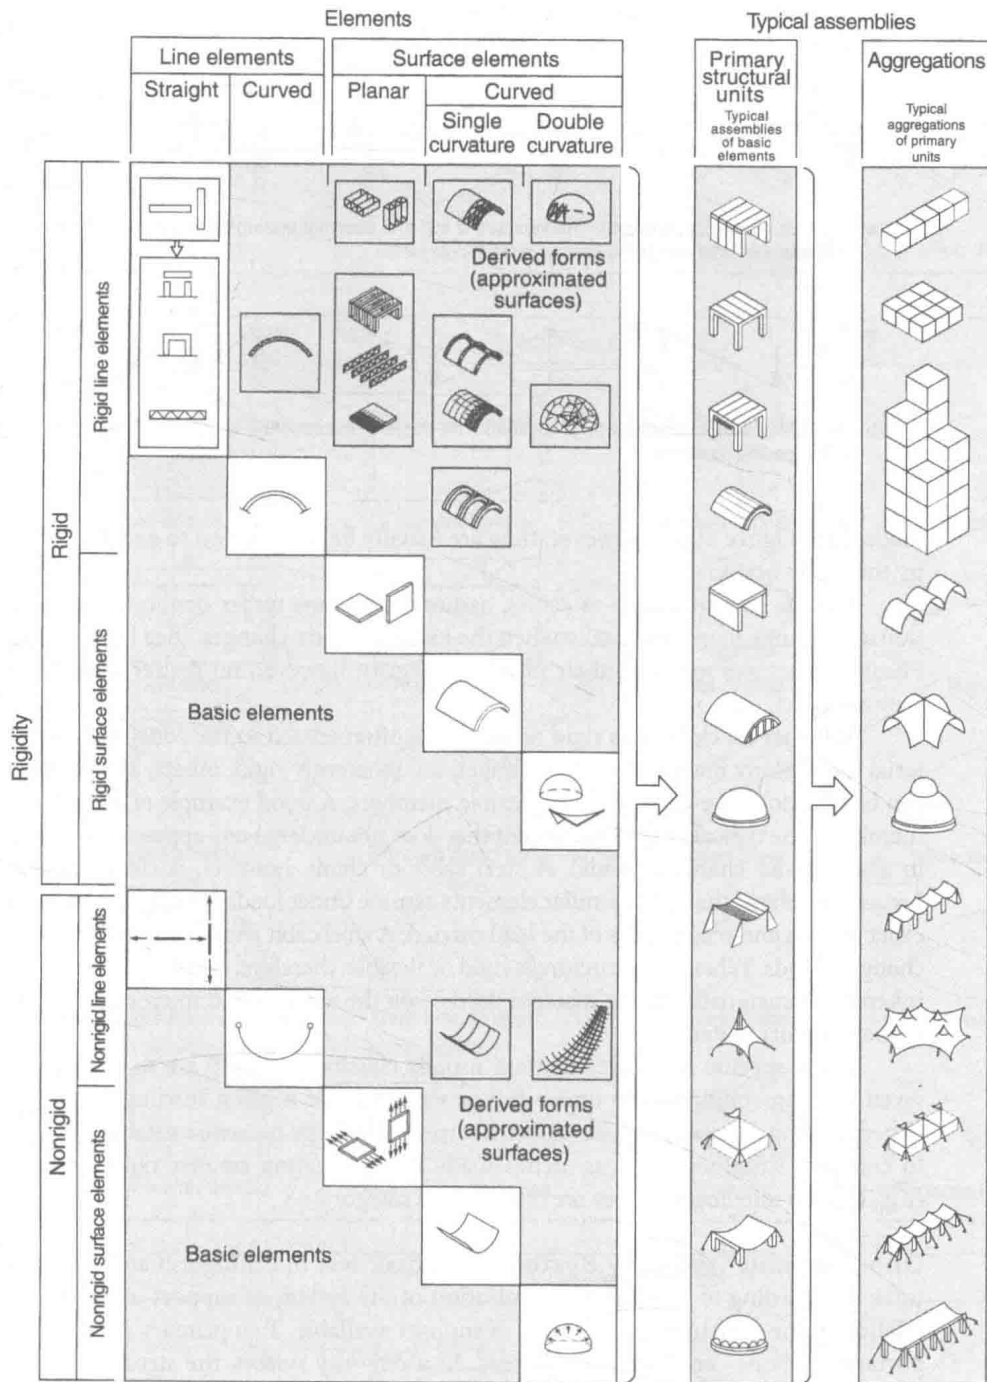 Elements
Typical assemblies
Line elements
Surface elements
Primary
structural
units
Aggregations
Straight
Curved
Planar
Curved
Single
curvature
Double
curvature
Typical
assemblies
of basic
elements
Typical
aggregations
of primary
units
Rigidity
Rigid
Rigid line elements
Derived forms
(approximated
surfaces)
Rigid surface elements
Basic elements
Nonrigid
Nonrigid line elements
Derived forms
(approximated
surfaces)
Nonrigid surface elements
Basic elements